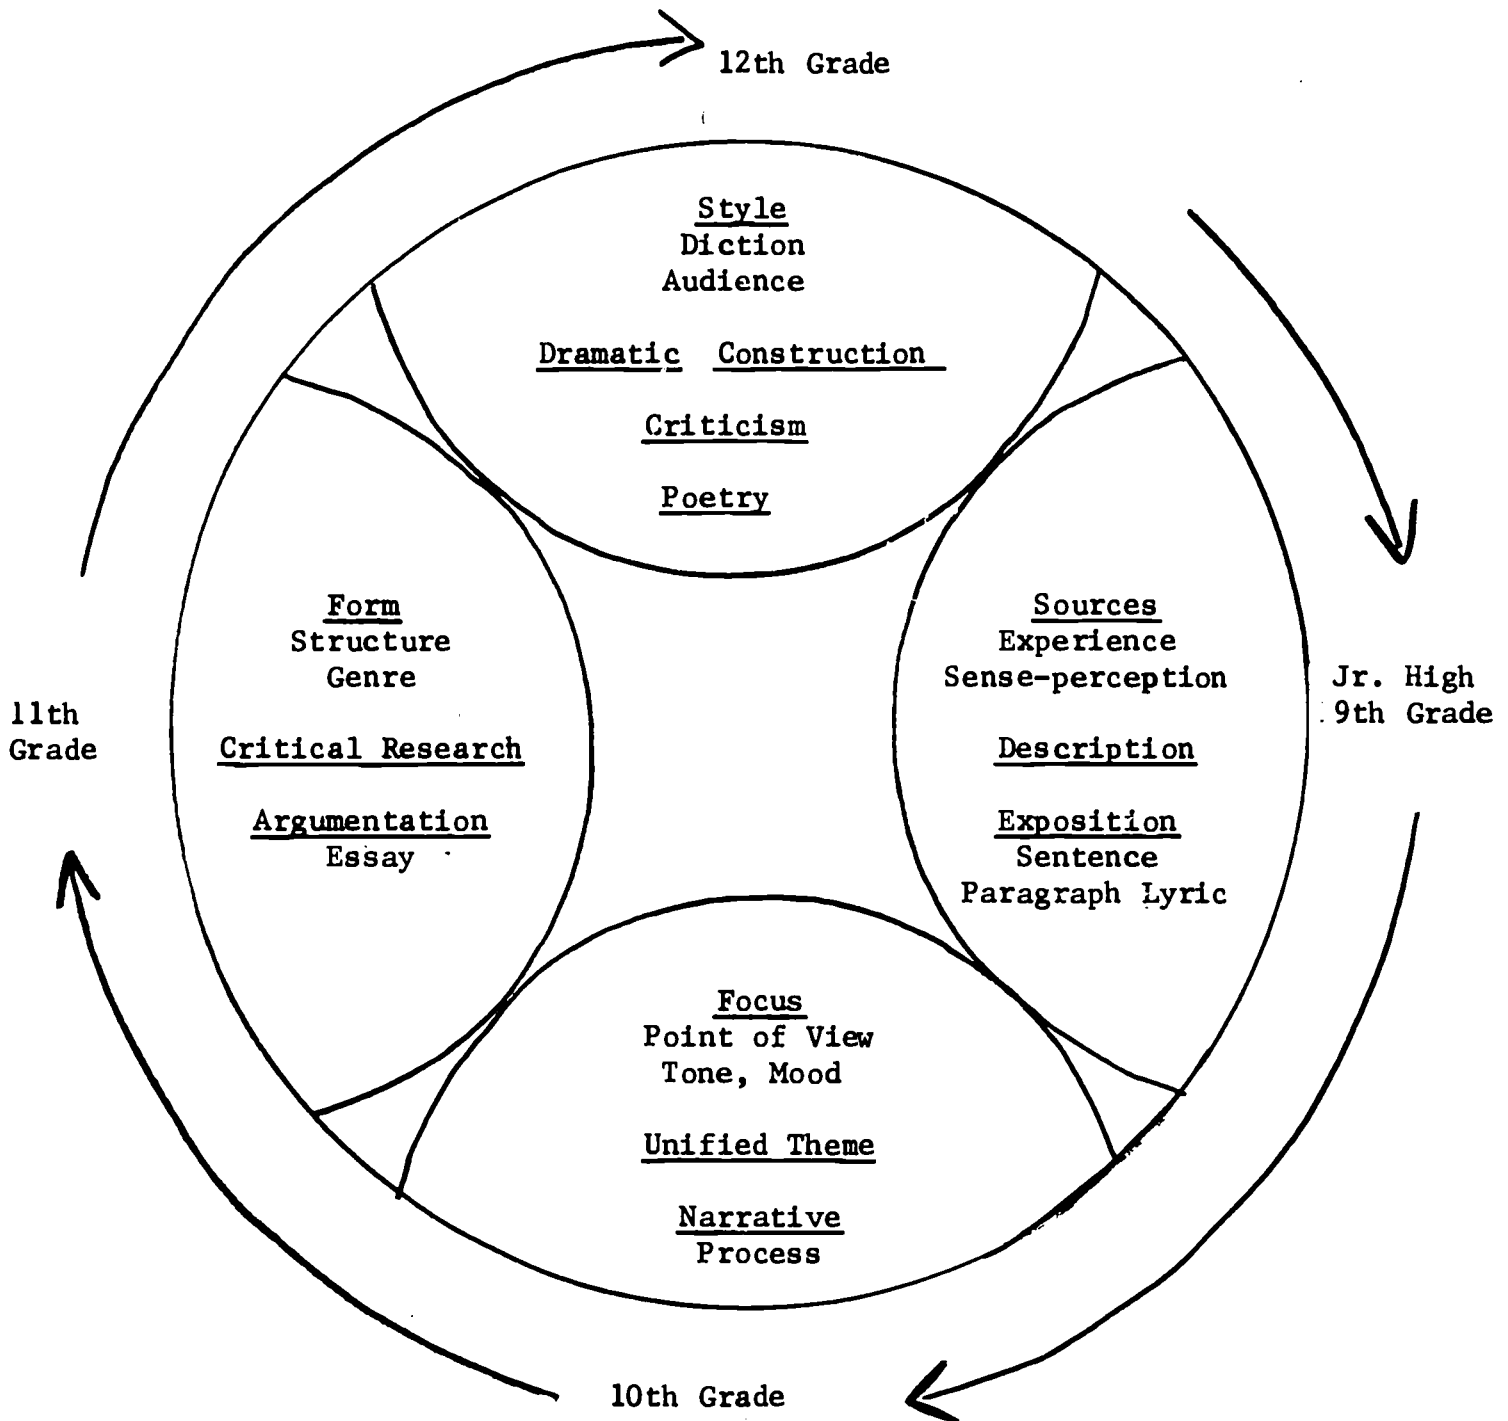 12th Grade
Style
Diction
Audience
Dramatic Construction
Criticism
Poetry
Form
Structure
Genre
Critical Research
Argumentation
Essay
11th
Grade
Sources
Experience
Sense-perception
Description
Exposition
Sentence
Paragraph Lyric
Jr. High
9th Grade
Focus
Point of View
Tone, Mood
Unified Theme
Narrative
Process
10th Grade